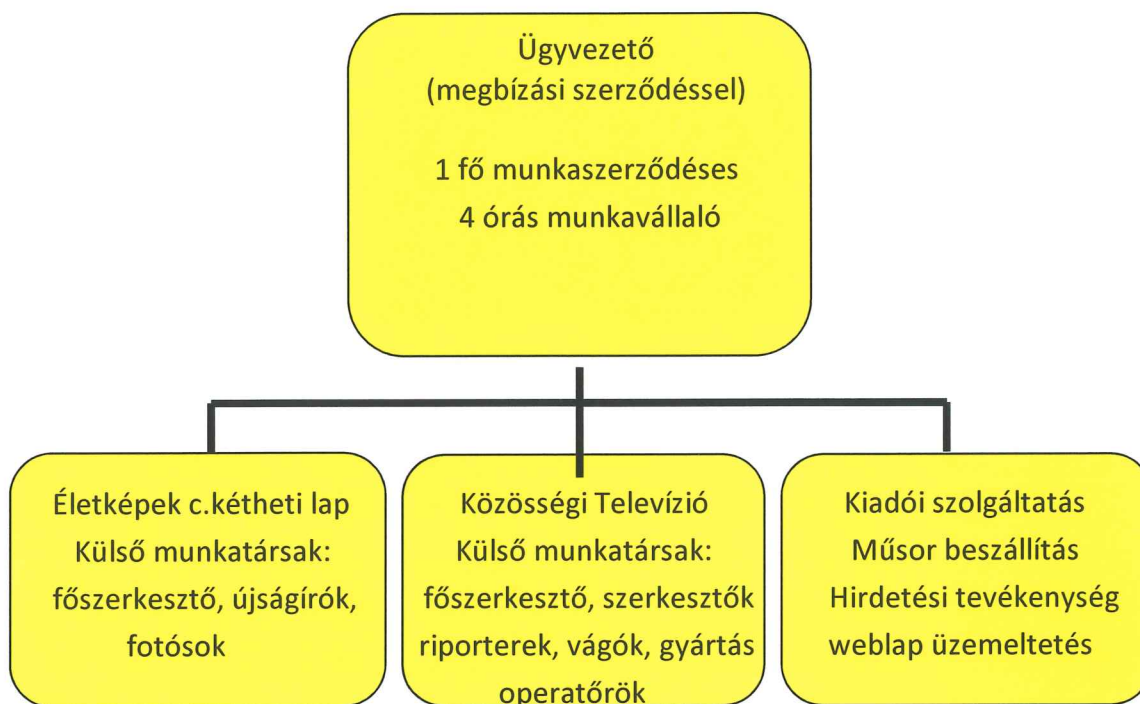 Ügyvezető
(megbízási szerződéssel)
1 fő munkaszerződéses
4 órás munkavállaló
Életképek c.kétheti lap
Külső munkatársak:
főszerkesztő, újságírók,
fotósok
Közösségi Televízió
Külső munkatársak:
főszerkesztő, szerkesztők
riporterek, vágók, gyártás
operatőrök
Kiadói szolgáltatás
Műsor beszállítás
Hirdetési tevékenység
weblap üzemeltetés